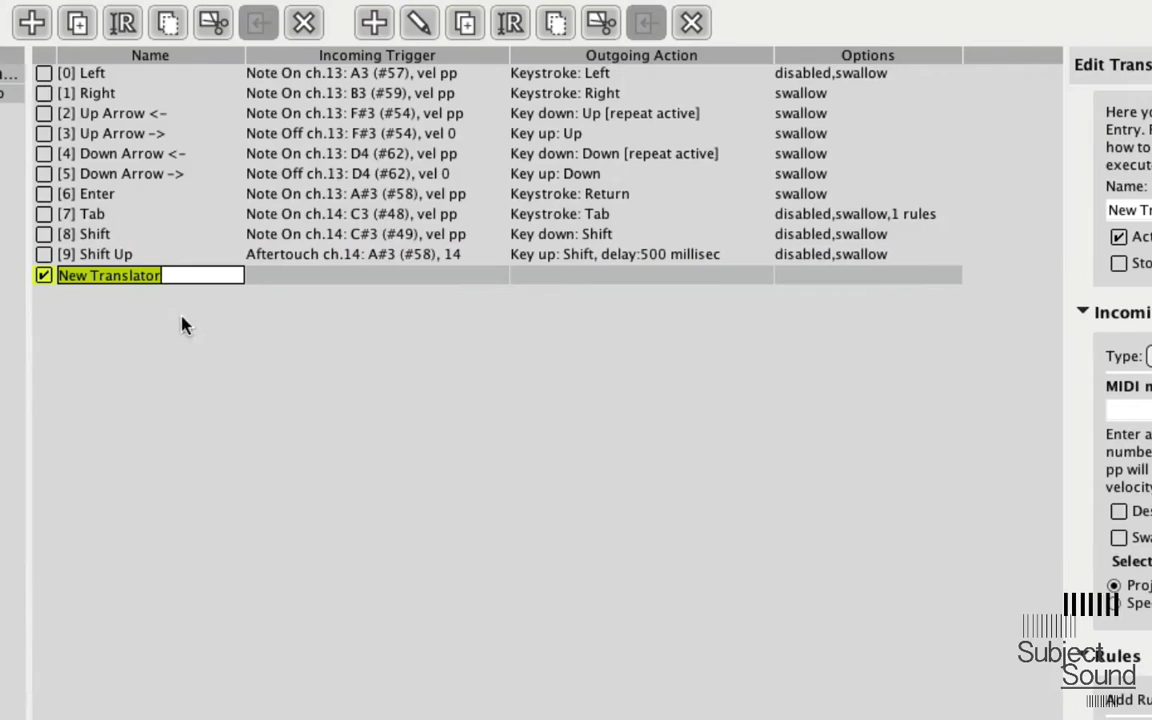 Name Incoming Trigger Outgoing Action Options
[0] Left Note On ch.13: A3 (#57), vel pp Keystroke: Left disabled,swallow
[1] Right Note On ch.13: B3 (#59), vel pp Keystroke: Right swallow
[2] Up Arrow <- Note On ch.13: F#3 (#54), vel pp Key down: Up [repeat active] swallow
[3] Up Arrow -> Note Off ch.13: F#3 (#54), vel 0 Key up: Up swallow
[4] Down Arrow <- Note On ch.13: D4 (#62), vel pp Key down: Down [repeat active] swallow
[5] Down Arrow -> Note Off ch.13: D4 (#62), vel 0 Key up: Down swallow
[6] Enter Note On ch.13: A#3 (#58), vel pp Keystroke: Return swallow
[7] Tab Note On ch.14: C3 (#48), vel pp Keystroke: Tab disabled,swallow,1 rules
[8] Shift Note On ch.14: C#3 (#49), vel pp Key down: Shift disabled,swallow
[9] Shift Up Aftertouch ch.14: A#3 (#58), 14 Key up: Shift, delay:500 millisec disabled,swallow
New Translator
Edit Trans
Here yo
Entry. F
how to
execute
Name:
New Tr
Act
Sto
Incomi
Type:
MIDI m
Enter a
numbe
pp will
velocity
Des
Swa
Select
Proj
Spe
Rules
Add Ru
Subject
Sound